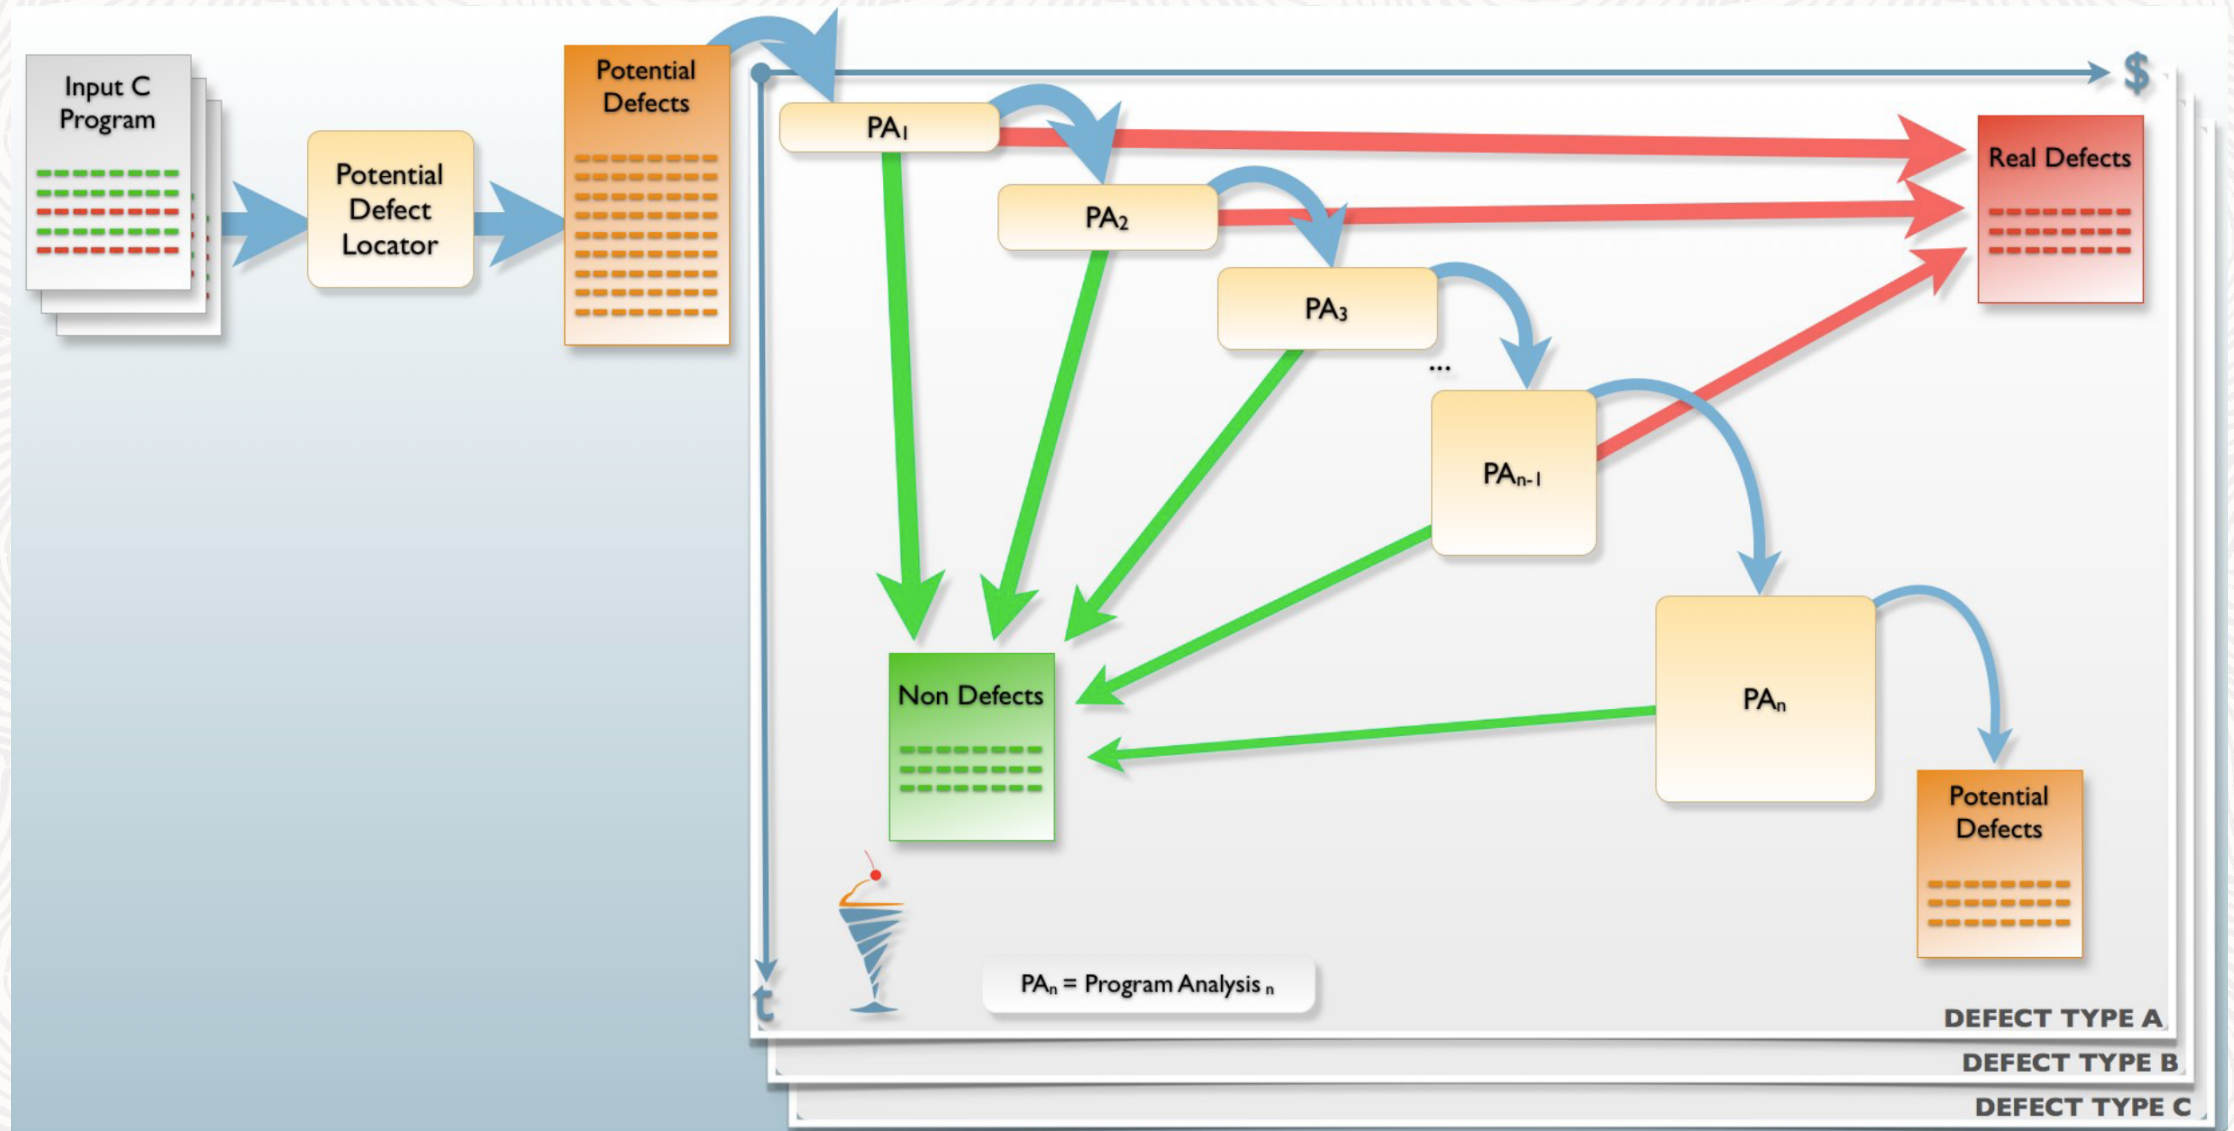 Input C
Program
Potential
Defect
Locator
Potential
Defects
$
PA₁
PA₂
PA₃
...
PAₙ₋₁
PAₙ
Real Defects
Non Defects
Potential
Defects
t
PAₙ = Program Analysis ₙ
DEFECT TYPE A
DEFECT TYPE B
DEFECT TYPE C